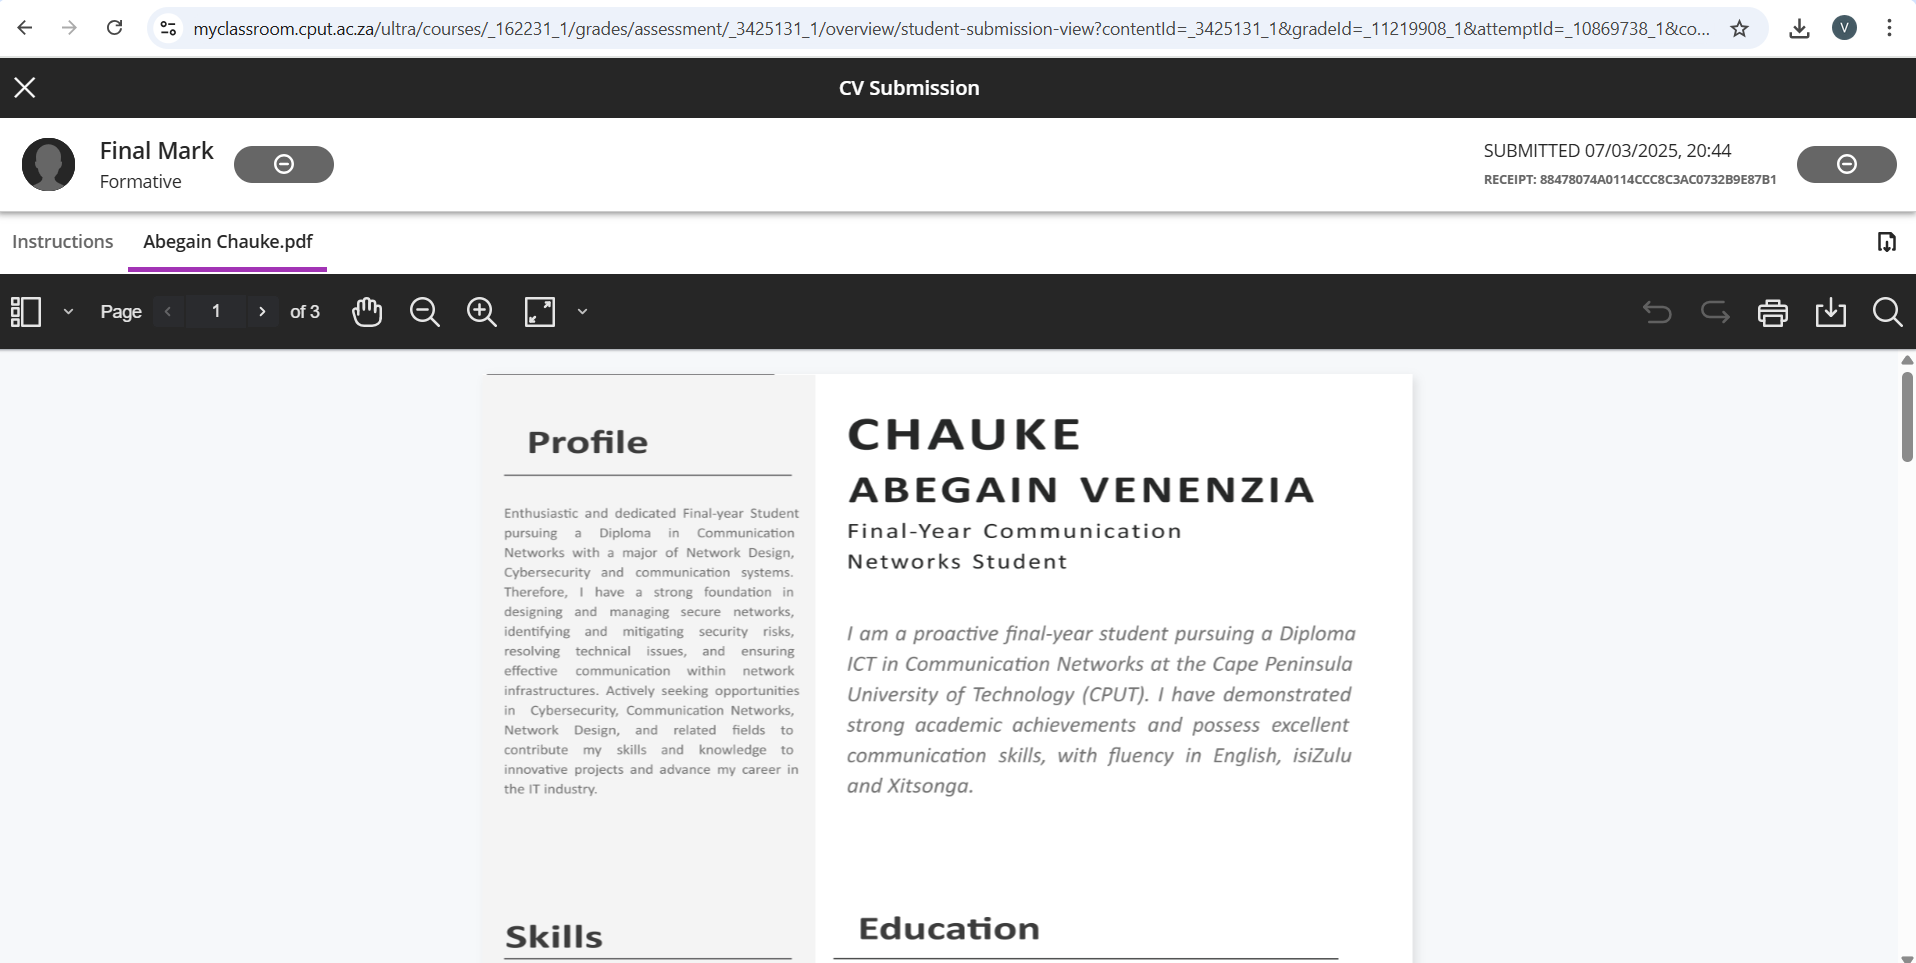 myclassroom.cput.ac.za/ultra/courses/_162231_1/grades/assessment/_3425131_1/overview/student-submission-view?contentId=_3425131_1&gradeId=_11219908_1&attemptId=_10869738_1&co...
V
CV Submission
Final Mark
Formative
SUBMITTED 07/03/2025, 20:44
RECEIPT: 88478074A0114CCC8C3AC0732B9E87B1
Instructions
Abegain Chauke.pdf
Page 1 of 3
Profile
Enthusiastic and dedicated Final-year Student
pursuing a Diploma in Communication
Networks with a major of Network Design,
Cybersecurity and communication systems.
Therefore, I have a strong foundation in
designing and managing secure networks,
identifying and mitigating security risks,
resolving technical issues, and ensuring
effective communication within network
infrastructures. Actively seeking opportunities
in Cybersecurity, Communication Networks,
Network Design, and related fields to
contribute my skills and knowledge to
innovative projects and advance my career in
the IT industry.
Skills
CHAUKE
ABEGAIN VENENZIA
Final-Year Communication
Networks Student
I am a proactive final-year student pursuing a Diploma
ICT in Communication Networks at the Cape Peninsula
University of Technology (CPUT). I have demonstrated
strong academic achievements and possess excellent
communication skills, with fluency in English, isiZulu
and Xitsonga.
Education